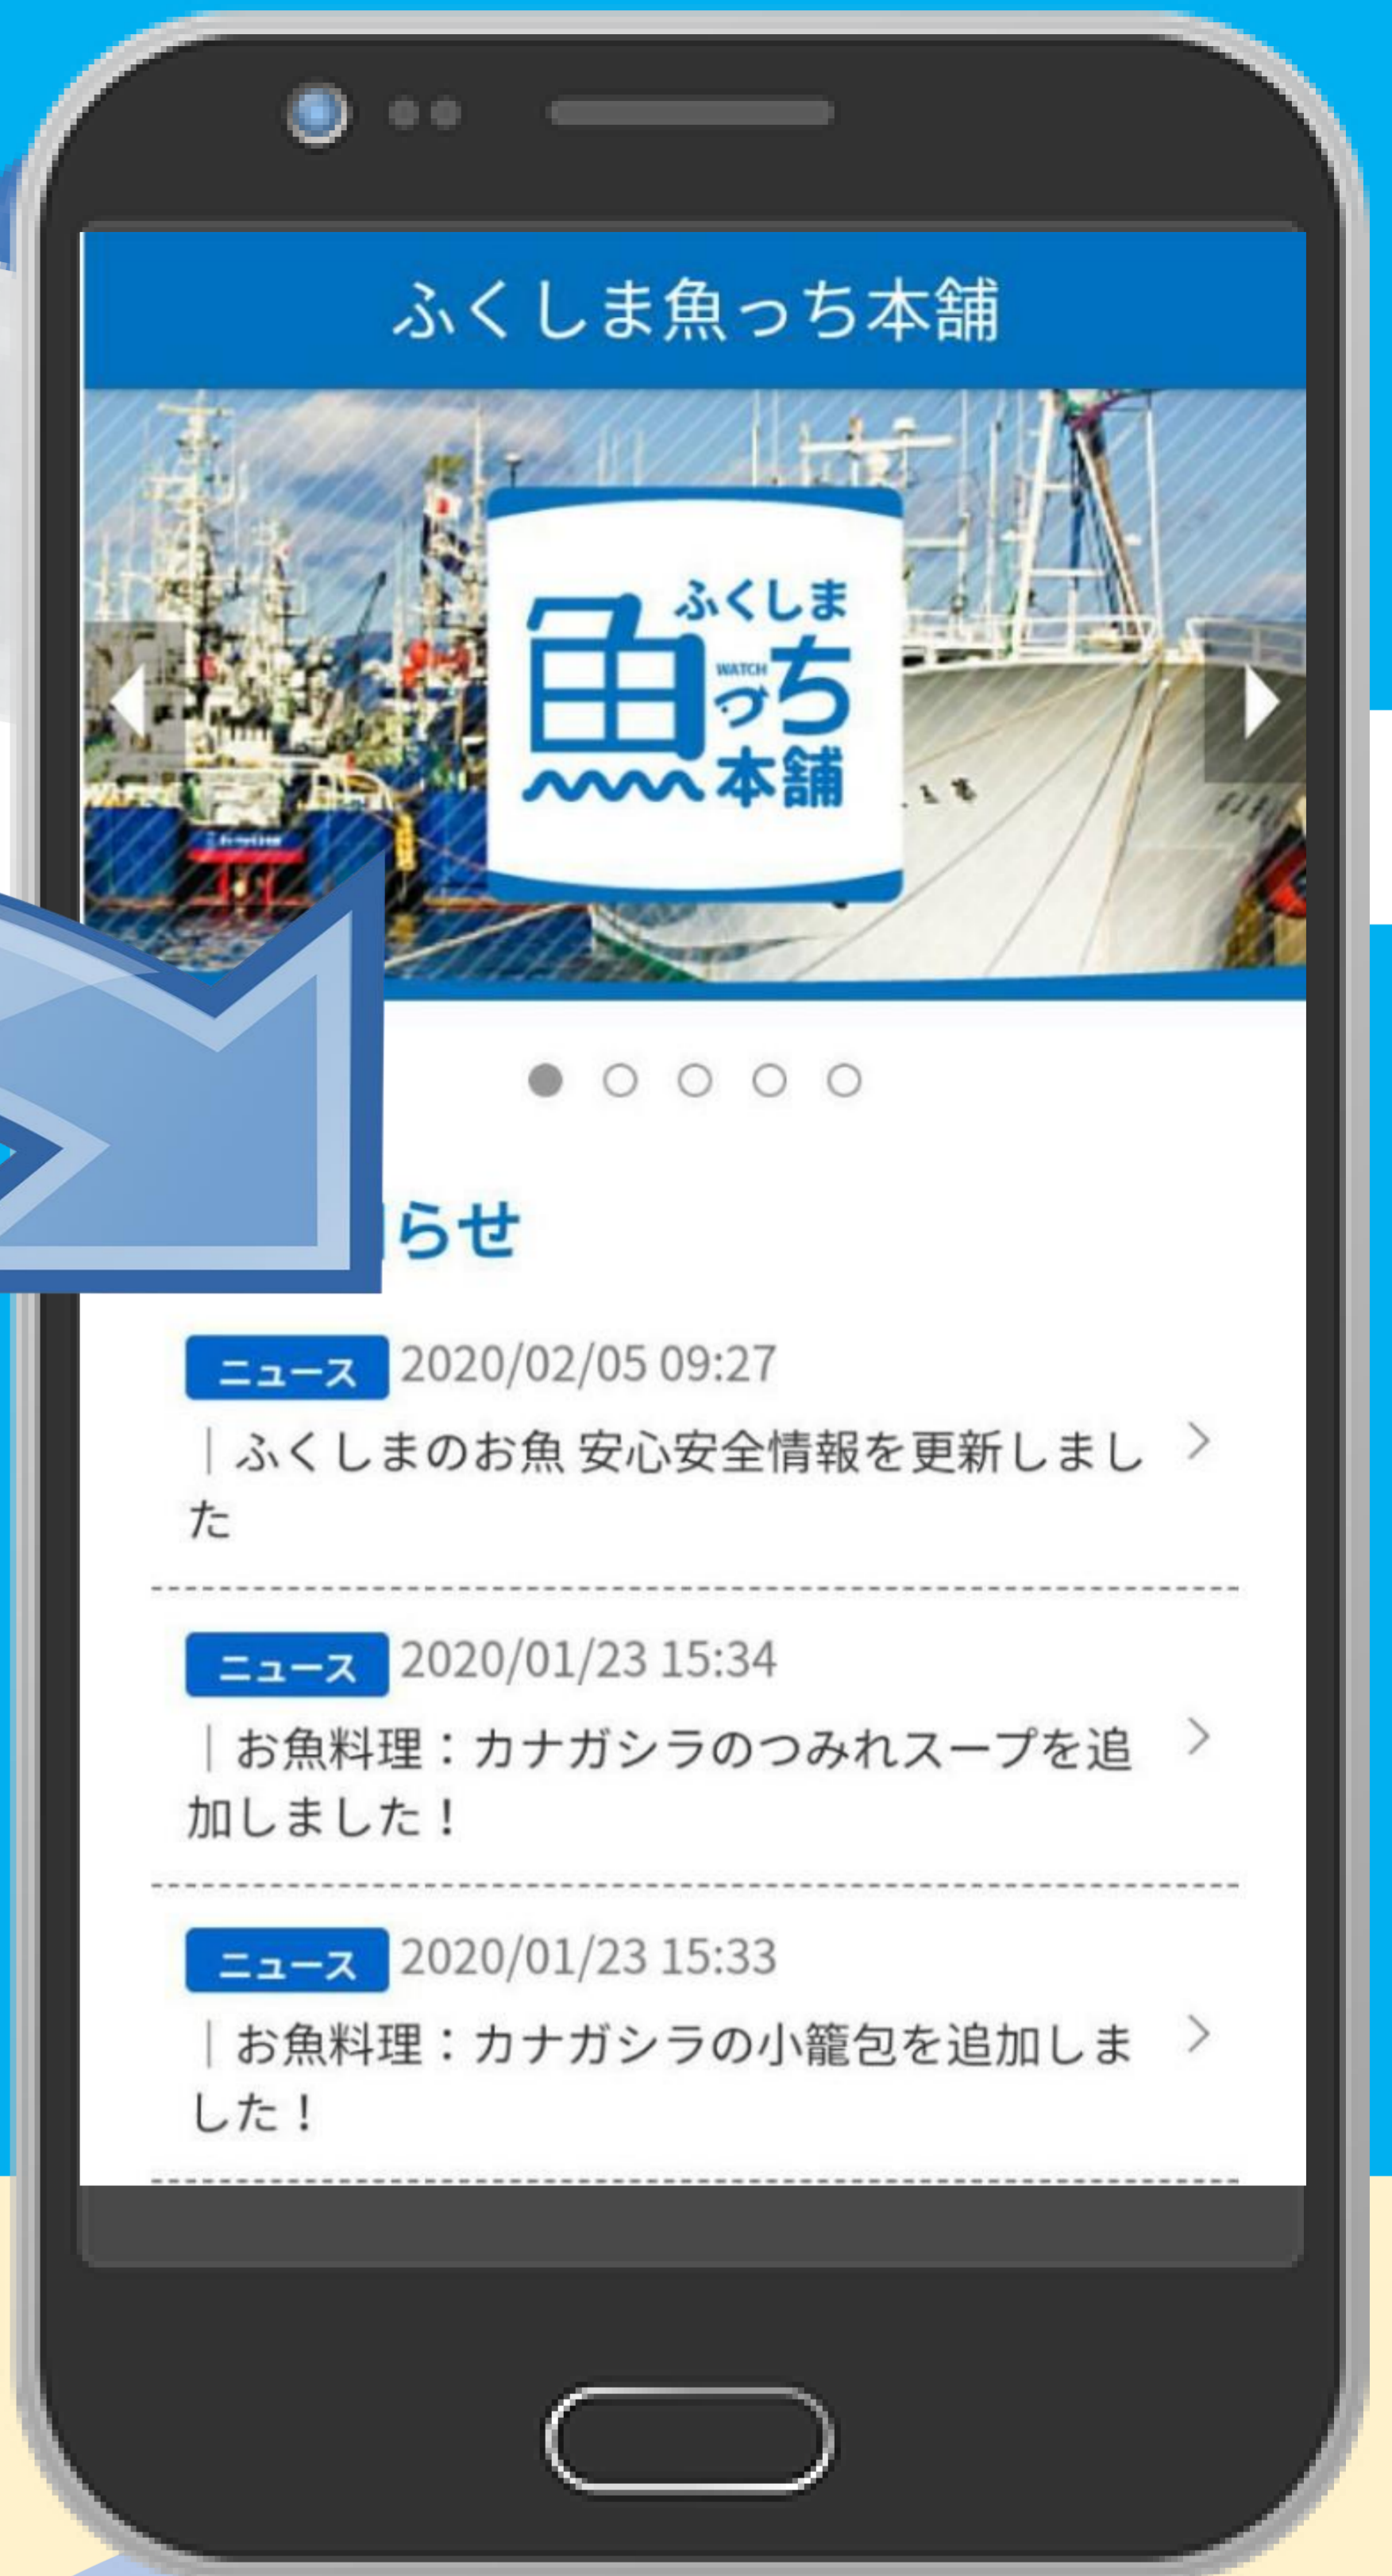 ふくしま魚っち本舗
ふくしま
魚っち
WATCH
本舗
らせ
ニュース 2020/02/05 09:27
｜ふくしまのお魚 安心安全情報を更新しまし
た
ニュース 2020/01/23 15:34
｜お魚料理：カナガシラのつみれスープを追
加しました！
ニュース 2020/01/23 15:33
｜お魚料理：カナガシラの小籠包を追加しま
した！